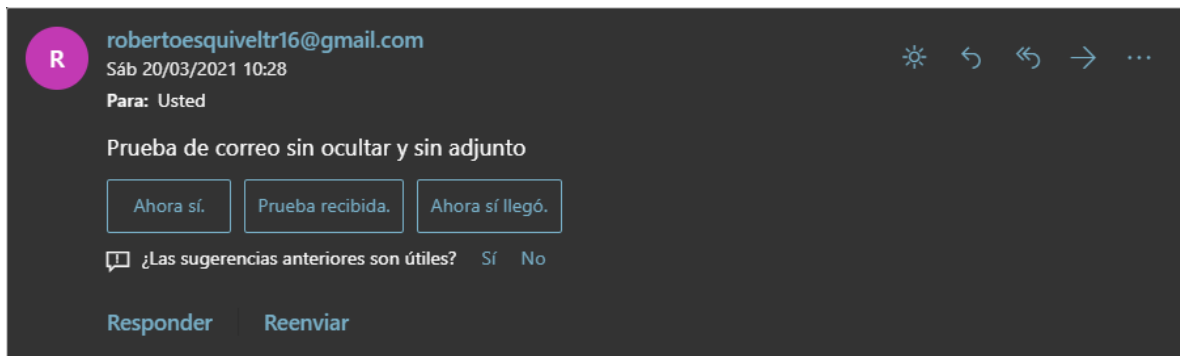 R
robertoesquiveltr16@gmail.com
Sáb 20/03/2021 10:28
Para: Usted
Prueba de correo sin ocultar y sin adjunto
Ahora sí. Prueba recibida. Ahora sí llegó.
¿Las sugerencias anteriores son útiles? Sí No
Responder Reenviar